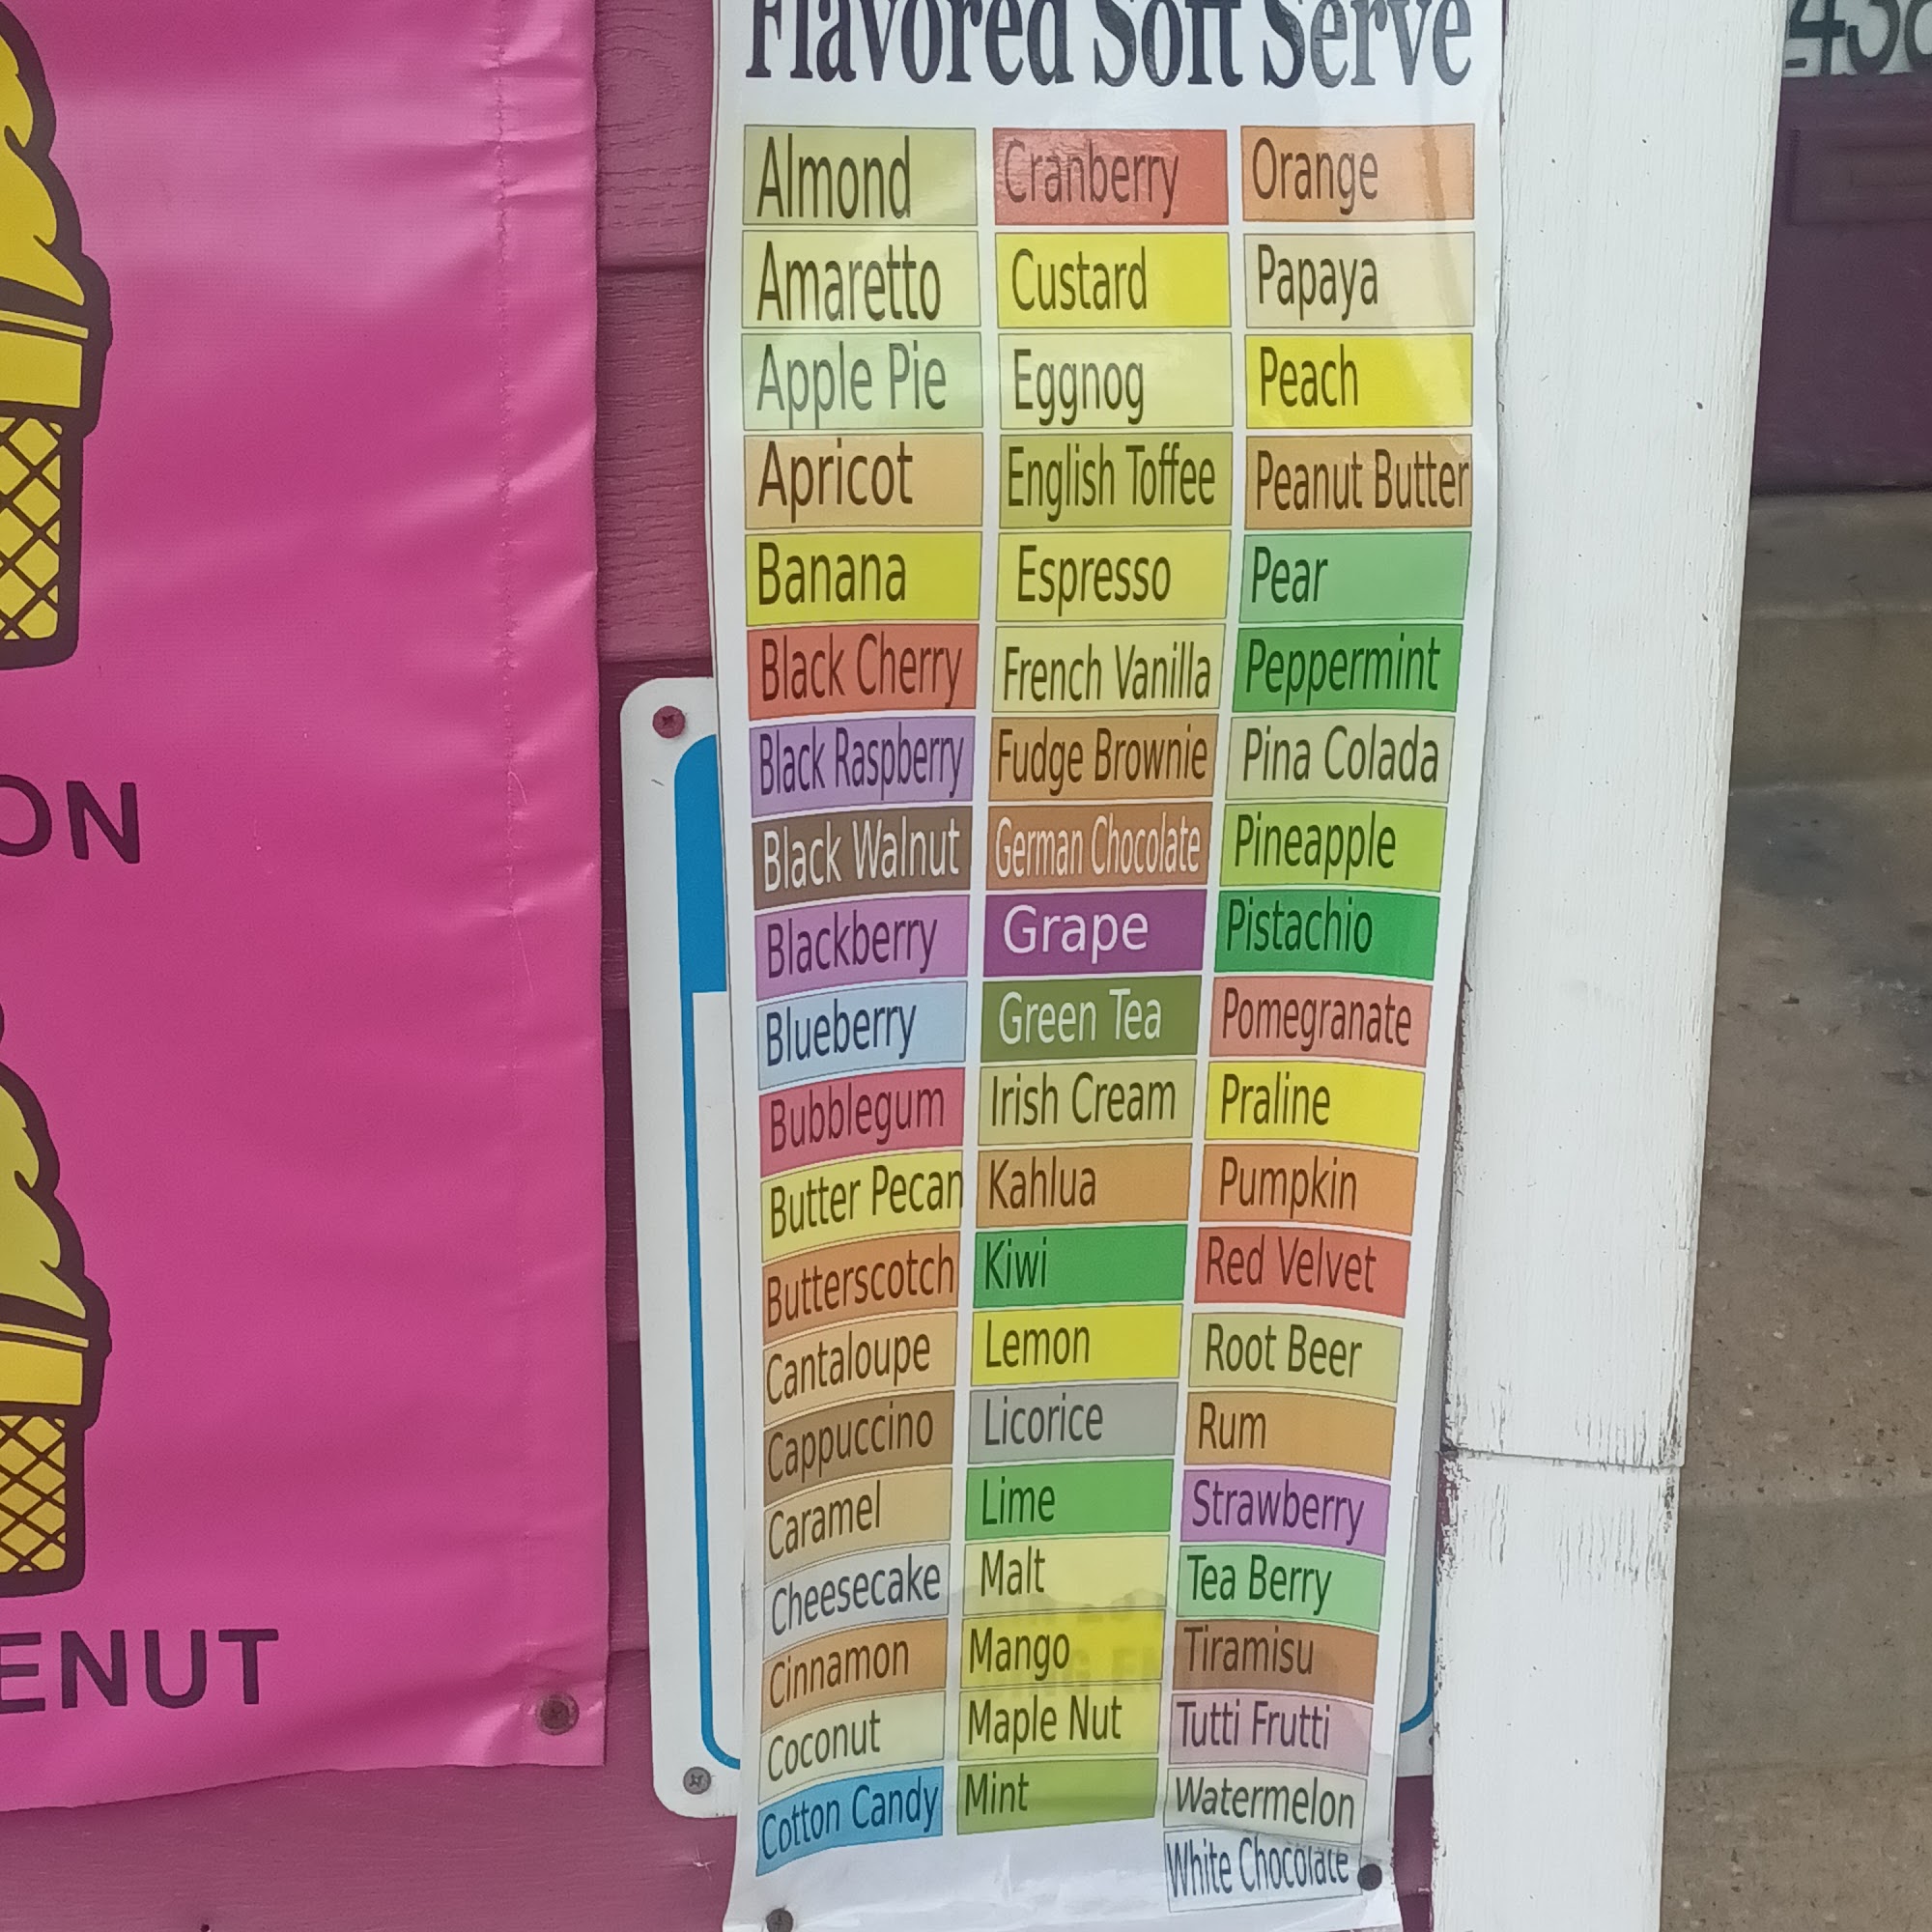 Flavored Soft Serve
Almond
Amaretto
Apple Pie
Apricot
Banana
Black Cherry
Black Raspberry
Black Walnut
Blackberry
Blueberry
Bubblegum
Butter Pecan
Butterscotch
Cantaloupe
Cappuccino
Caramel
Cheesecake
Cinnamon
Coconut
Cotton Candy
Cranberry
Custard
Eggnog
English Toffee
Espresso
French Vanilla
Fudge Brownie
German Chocolate
Grape
Green Tea
Irish Cream
Kahlua
Kiwi
Lemon
Licorice
Lime
Malt
Mango
Maple Nut
Mint
Orange
Papaya
Peach
Peanut Butter
Pear
Peppermint
Pina Colada
Pineapple
Pistachio
Pomegranate
Praline
Pumpkin
Red Velvet
Root Beer
Rum
Strawberry
Tea Berry
Tiramisu
Tutti Frutti
Watermelon
White Chocolate
ON
ENUT